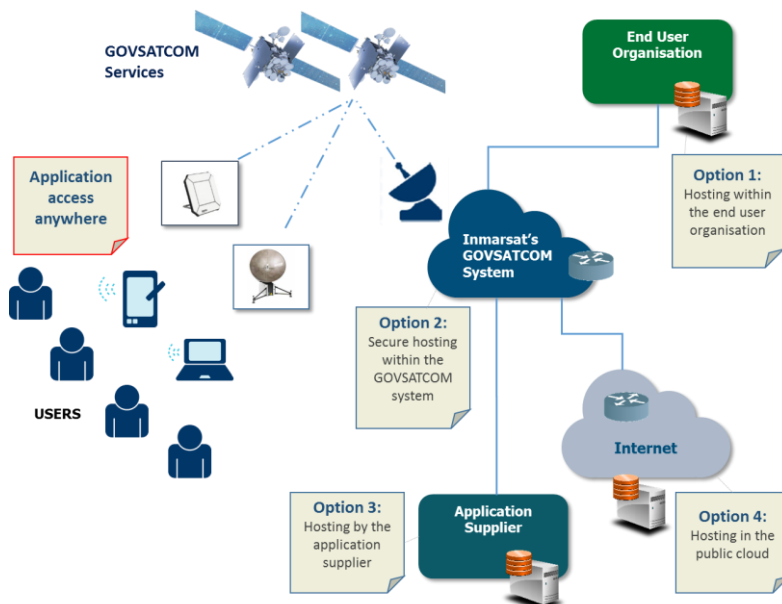 GOVSATCOM
Services
End User
Organisation
Application
access
anywhere
Option 1:
Hosting within
the end user
organisation
Inmarsat's
GOVSATCOM
System
Option 2:
Secure hosting
within the
GOVSATCOM
system
USERS
Internet
Option 3:
Hosting by the
application
supplier
Application
Supplier
Option 4:
Hosting in the
public cloud